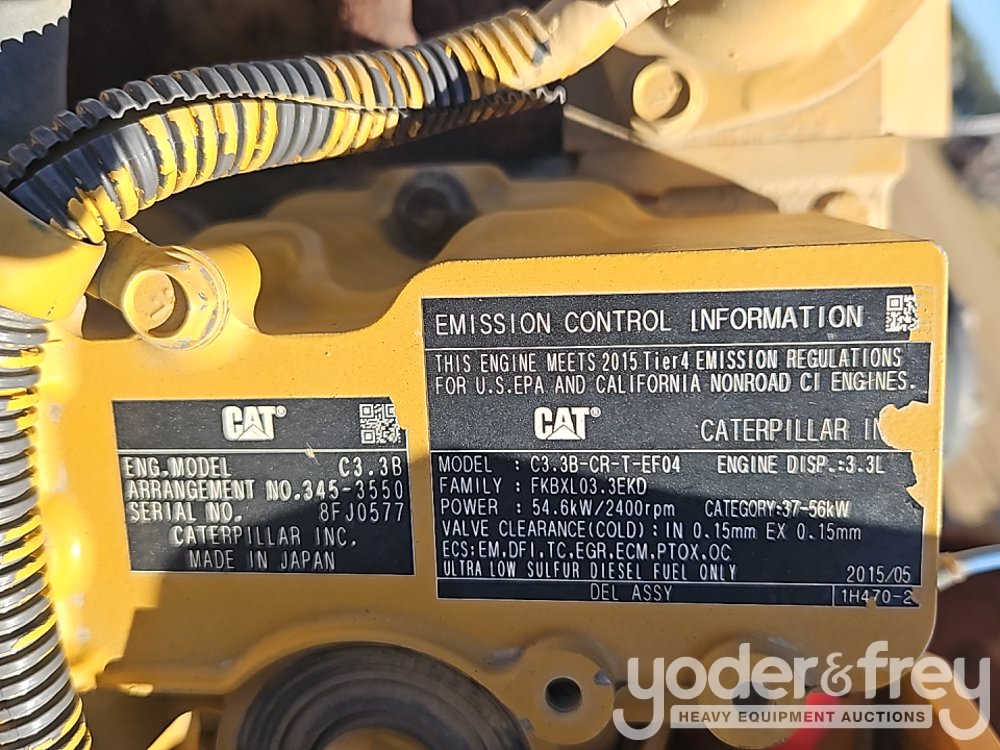 EMISSION CONTROL INFORMATION
THIS ENGINE MEETS 2015 Tier4 EMISSION REGULATIONS
FOR U.S.EPA AND CALIFORNIA NONROAD CI ENGINES.
CAT®
CATERPILLAR
MODEL : C3.3B-CR-T-EF04 ENGINE DISP.:3.3L
FAMILY : FKBXL03.3EKD
POWER : 54.6kW/2400rpm CATEGORY:37-56kW
VALVE CLEARANCE(COLD) : IN 0.15mm EX 0.15mm
ECS:EM.DFI.TC.EGR.ECM.PTOX.OC
ULTRA LOW SULFUR DIESEL FUEL ONLY 2015/05
DEL ASSY 1H470-2
CAT®
ENG.MODEL C3.3B
ARRANGEMENT NO.345-3550
SERIAL NO. 8FJ0577
CATERPILLAR INC.
MADE IN JAPAN
yoder&frey
HEAVY EQUIPMENT AUCTIONS